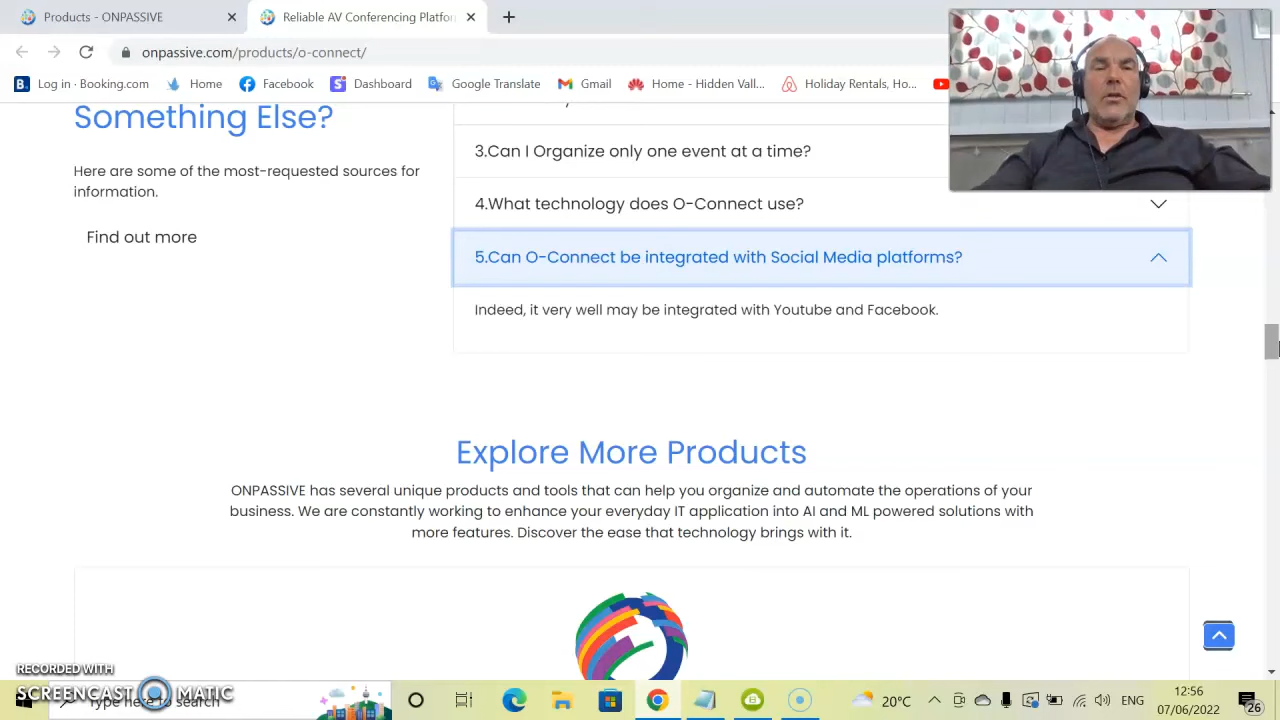 Products - ONPASSIVE
Reliable AV Conferencing Platfo
onpassive.com/products/o-connect/
B. Log in · Booking.com
Home
Facebook
Dashboard
Google Translate
Gmail
Home - Hidden Vall...
Holiday Rentals, Ho...
Something Else?
Here are some of the most-requested sources for
information.
Find out more
3.Can I Organize only one event at a time?
4.What technology does O-Connect use?
5.Can O-Connect be integrated with Social Media platforms?
Indeed, it very well may be integrated with Youtube and Facebook.
Explore More Products
ONPASSIVE has several unique products and tools that can help you organize and automate the operations of your
business. We are constantly working to enhance your everyday IT application into AI and ML powered solutions with
more features. Discover the ease that technology brings with it.
RECORDED WITH
SCREENCAST MATIC
Type here to search
20°C
ENG
12:56
07/06/2022
26